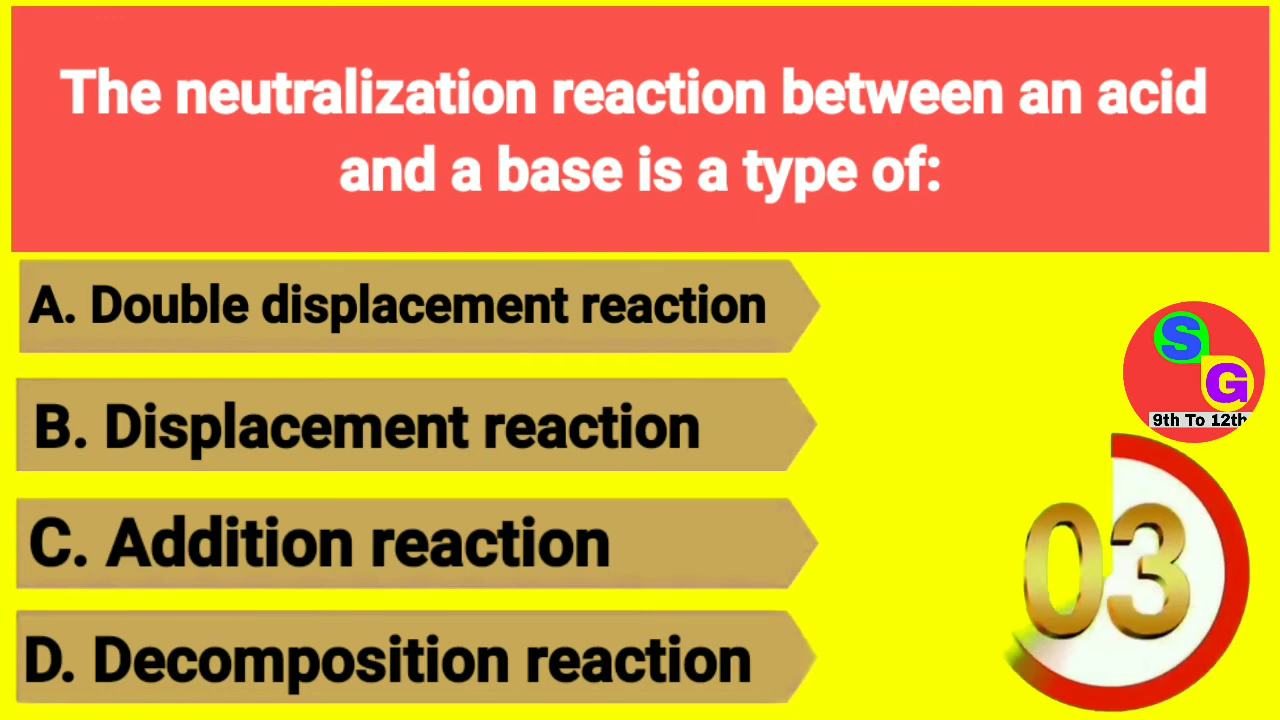 The neutralization reaction between an acid
and a base is a type of:
A. Double displacement reaction
B. Displacement reaction
C. Addition reaction
D. Decomposition reaction
S
G
9th To 12th
03